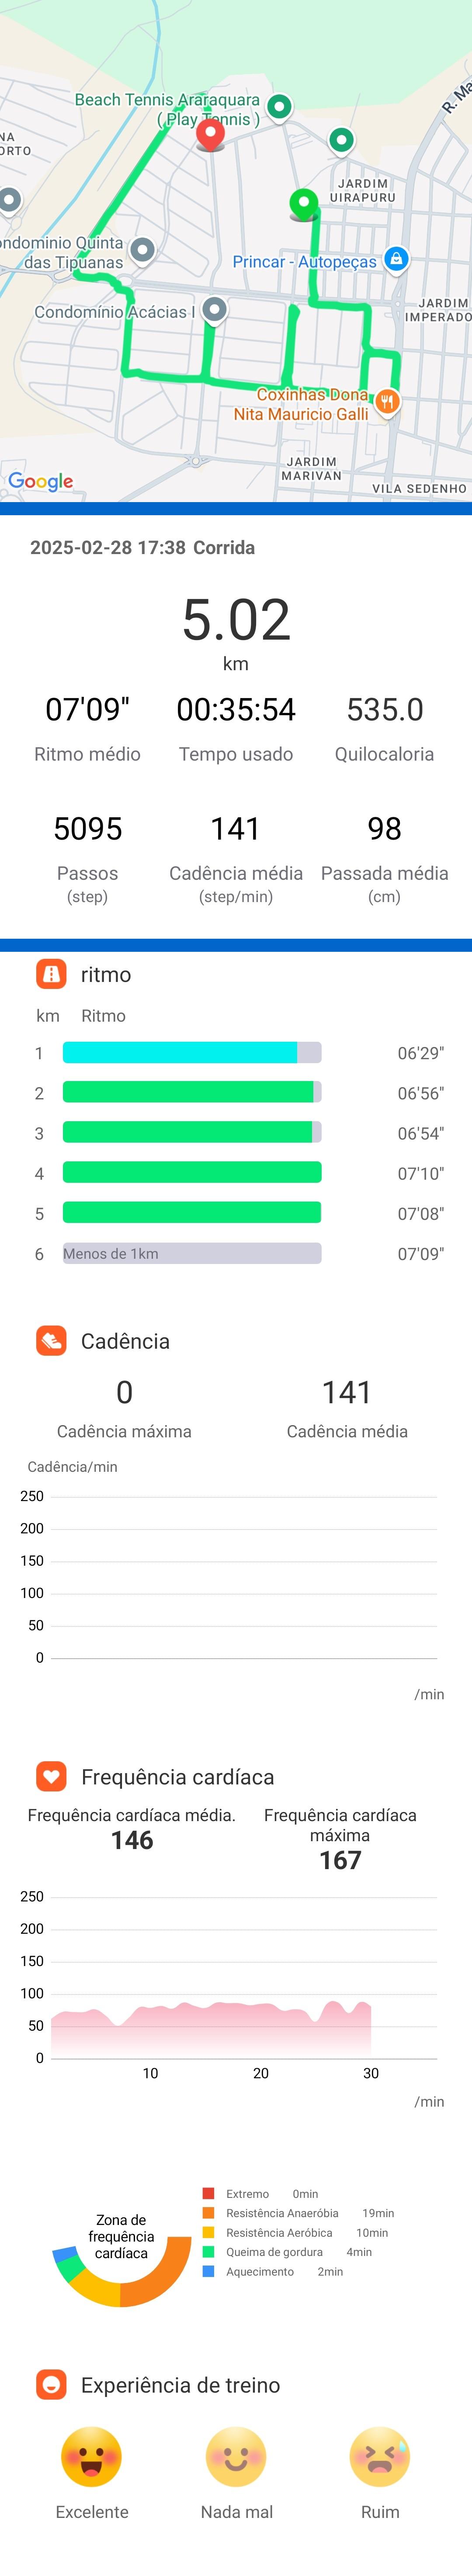 Beach Tennis Araraquara
( Play Tennis )
R. Ma
NA
ORTO
JARDIM
UIRAPURU
ondomínio Quinta
das Tipuanas
Princar - Autopeças
Condomínio Acácias I
JARDIM
IMPERADO
Coxinhas Dona
Nita Mauricio Galli
JARDIM
MARIVAN
Google
VILA SEDENHO
2025-02-28 17:38 Corrida
5.02
km
07'09" 00:35:54 535.0
Ritmo médio Tempo usado Quilocaloria
5095 141 98
Passos Cadência média Passada média
(step) (step/min) (cm)
ritmo
km Ritmo
1 06'29"
2 06'56"
3 06'54"
4 07'10"
5 07'08"
6 Menos de 1km 07'09"
Cadência
0 141
Cadência máxima Cadência média
Cadência/min
250
200
150
100
50
0
/min
Frequência cardíaca
Frequência cardíaca média.
146
Frequência cardíaca
máxima
167
250
200
150
100
50
0
10 20 30
/min
Zona de
frequência
cardíaca
Extremo 0min
Resistência Anaeróbia 19min
Resistência Aeróbica 10min
Queima de gordura 4min
Aquecimento 2min
Experiência de treino
Excelente Nada mal Ruim